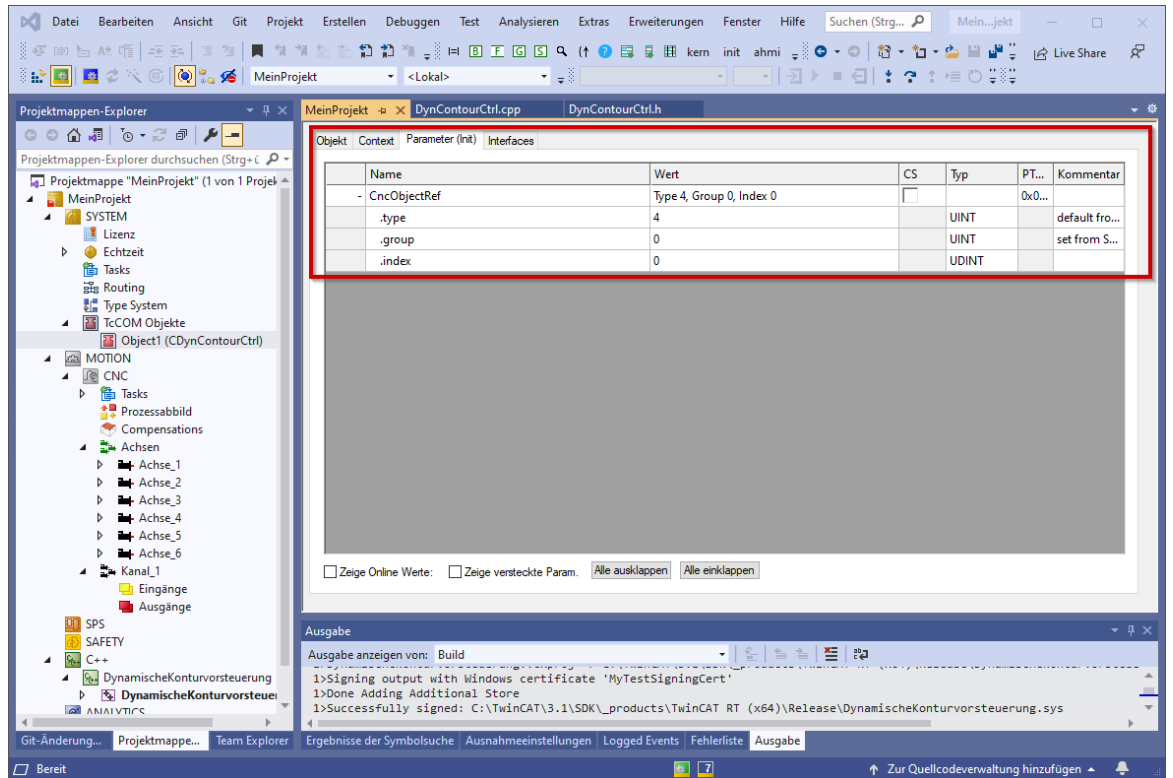 Datei Bearbeiten Ansicht Git Projekt Erstellen Debuggen Test Analysieren Extras Erweiterungen Fenster Hilfe Suchen (Strg... Mein...jekt
B F G S kern init ahmi Live Share
MeinProjekt <Lokal>
Projektmappen-Explorer
Projektmappen-Explorer durchsuchen (Strg+ü
Projektmappe "MeinProjekt" (1 von 1 Projek
MeinProjekt
SYSTEM
Lizenz
Echtzeit
Tasks
Routing
Type System
TcCOM Objekte
Object1 (CDynContourCtrl)
MOTION
CNC
Tasks
Prozessabbild
Compensations
Achsen
Achse_1
Achse_2
Achse_3
Achse_4
Achse_5
Achse_6
Kanal_1
Eingänge
Ausgänge
SPS
SAFETY
C++
DynamischeKonturvorsteuerung
DynamischeKonturvorsteuer
ANALYTICS
Git-Änderung... Projektmappe... Team Explorer
MeinProjekt DynContourCtrl.cpp DynContourCtrl.h
Objekt Context Parameter (Init) Interfaces
Name Wert CS Typ PT... Kommentar
- CncObjectRef Type 4, Group 0, Index 0 0x0...
.type 4 UINT default fro...
.group 0 UINT set from S...
.index 0 UDINT
Zeige Online Werte: Zeige versteckte Param. Alle ausklappen Alle einklappen
Ausgabe
Ausgabe anzeigen von: Build
1>Signing output with Windows certificate 'MyTestSigningCert'
1>Done Adding Additional Store
1>Successfully signed: C:\TwinCAT\3.1\SDK\_products\TwinCAT RT (x64)\Release\DynamischeKonturvorsteuerung.sys
Ergebnisse der Symbolsuche Ausnahmeeinstellungen Logged Events Fehlerliste Ausgabe
Bereit 7 Zur Quellcodeverwaltung hinzufügen